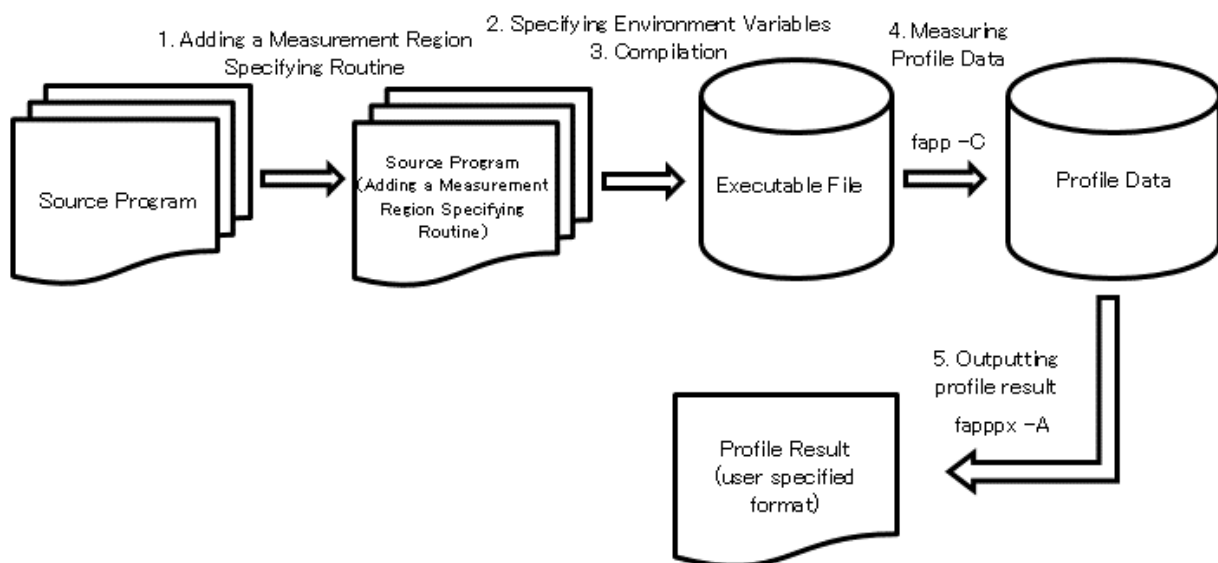 1. Adding a Measurement Region
Specifying Routine
2. Specifying Environment Variables
3. Compilation
4. Measuring
Profile Data
Source Program
Source Program
(Adding a Measurement
Region Specifying
Routine)
Executable File
fapp -C
Profile Data
5. Outputting
profile result
fapppx -A
Profile Result
(user specified
format)